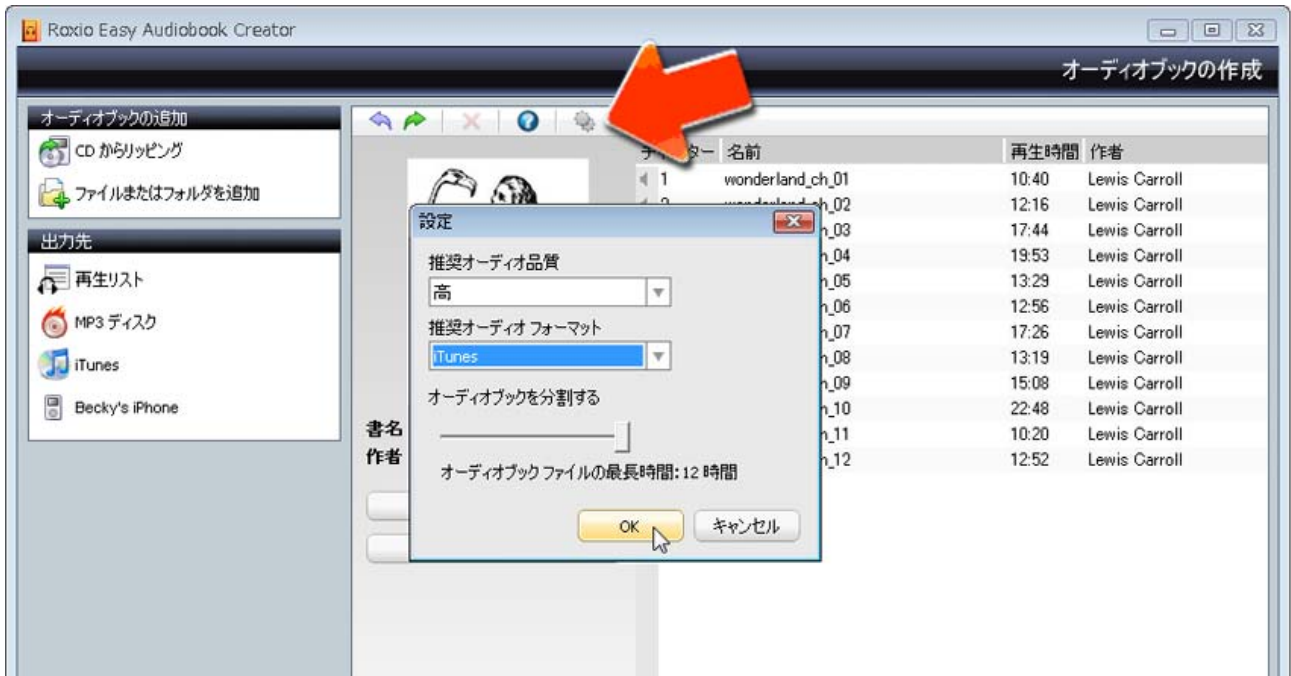 Roxio Easy Audiobook Creator
オーディオブックの作成
オーディオブックの追加
CD からリッピング
ファイルまたはフォルダを追加
出力先
再生リスト
MP3 ディスク
iTunes
Becky's iPhone
書名
作者
名前 再生時間 作者
1 wonderland_ch_01 10:40 Lewis Carroll
12:16 Lewis Carroll
17:44 Lewis Carroll
19:53 Lewis Carroll
13:29 Lewis Carroll
12:56 Lewis Carroll
17:26 Lewis Carroll
13:19 Lewis Carroll
15:08 Lewis Carroll
22:48 Lewis Carroll
10:20 Lewis Carroll
12:52 Lewis Carroll
設定
推奨オーディオ品質
高
推奨オーディオ フォーマット
iTunes
オーディオブックを分割する
オーディオブック ファイルの最長時間: 12 時間
OK キャンセル